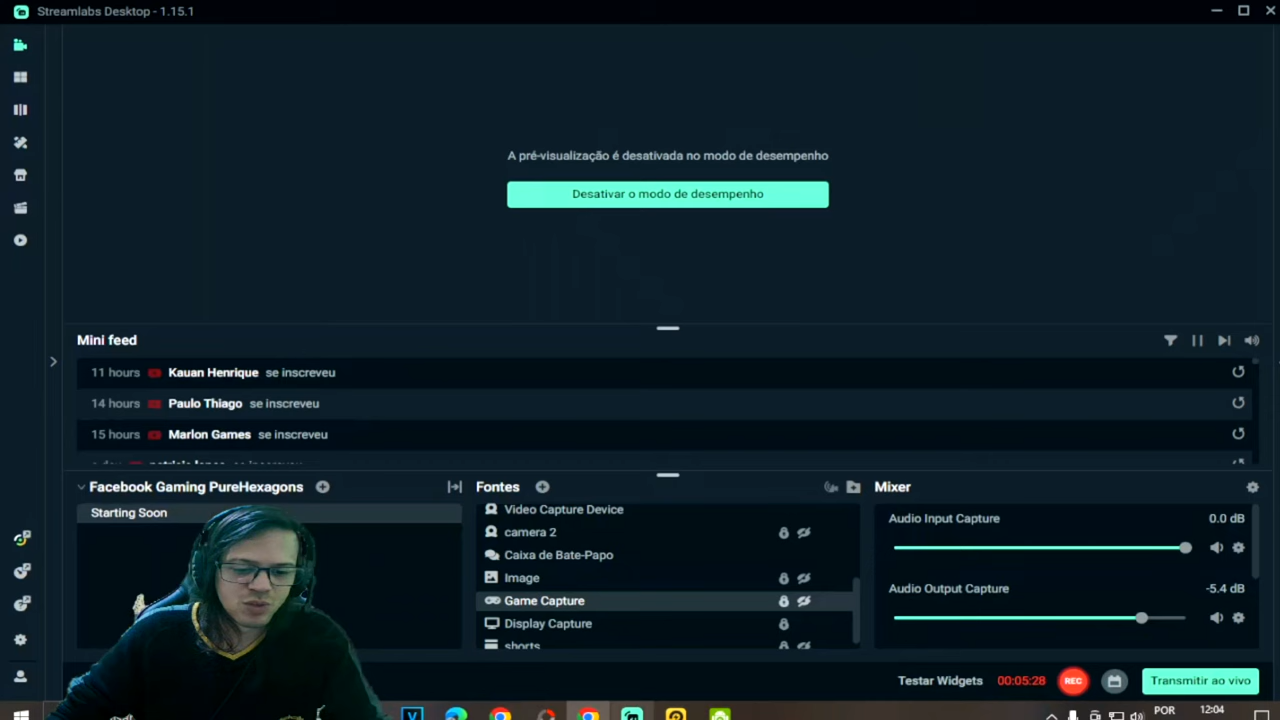 Streamlabs Desktop - 1.15.1
A pré-visualização é desativada no modo de desempenho
Desativar o modo de desempenho
Mini feed
11 hours Kauan Henrique se inscreveu
14 hours Paulo Thiago se inscreveu
15 hours Marlon Games se inscreveu
Facebook Gaming PureHexagons
Starting Soon
Fontes
Video Capture Device
camera 2
Caixa de Bate-Papo
Image
Game Capture
Display Capture
shorts
Mixer
Audio Input Capture 0.0 dB
Audio Output Capture -5.4 dB
Testar Widgets 00:05:28 REC Transmitir ao vivo
POR 12:04